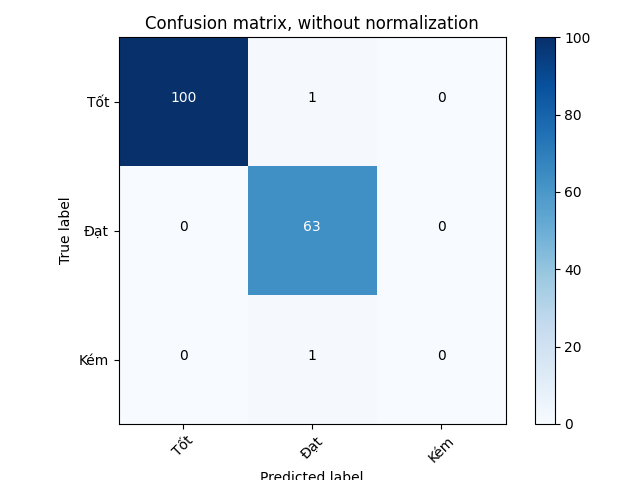 Confusion matrix, without normalization
True label
Tốt
100
1
0
Đạt
0
63
0
Kém
0
1
0
Tốt
Đạt
Kém
Predicted label
100
80
60
40
20
0